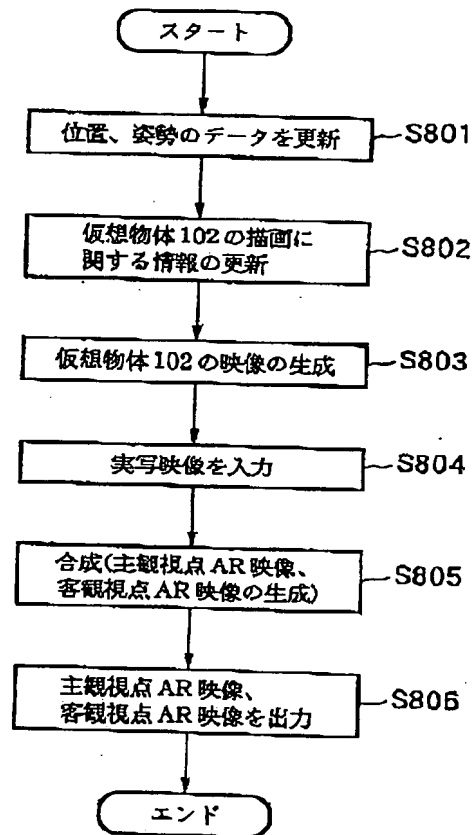 スタート
位置、姿勢のデータを更新
S801
仮想物体102の描画に
関する情報の更新
S802
仮想物体102の映像の生成
S803
実写映像を入力
S804
合成(主観視点AR映像、
客観視点AR映像の生成)
S805
主観視点AR映像、
客観視点AR映像を出力
S806
エンド